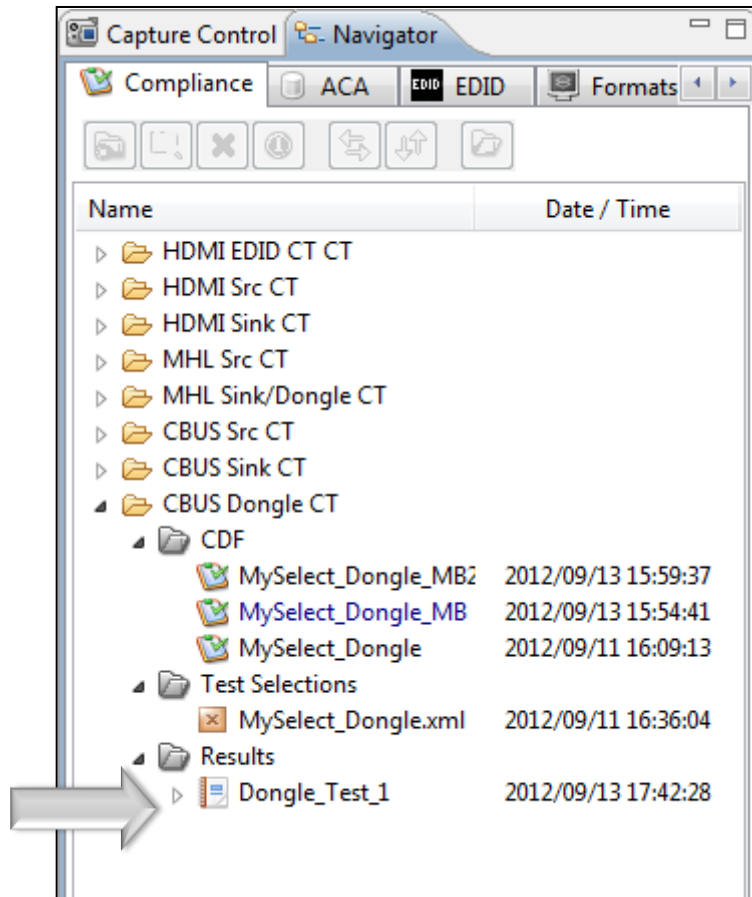 Capture Control Navigator
Compliance ACA EDID EDID Formats
Name Date / Time
HDMI EDID CT CT
HDMI Src CT
HDMI Sink CT
MHL Src CT
MHL Sink/Dongle CT
CBUS Src CT
CBUS Sink CT
CBUS Dongle CT
CDF
MySelect_Dongle_MB2 2012/09/13 15:59:37
MySelect_Dongle_MB 2012/09/13 15:54:41
MySelect_Dongle 2012/09/11 16:09:13
Test Selections
MySelect_Dongle.xml 2012/09/11 16:36:04
Results
Dongle_Test_1 2012/09/13 17:42:28